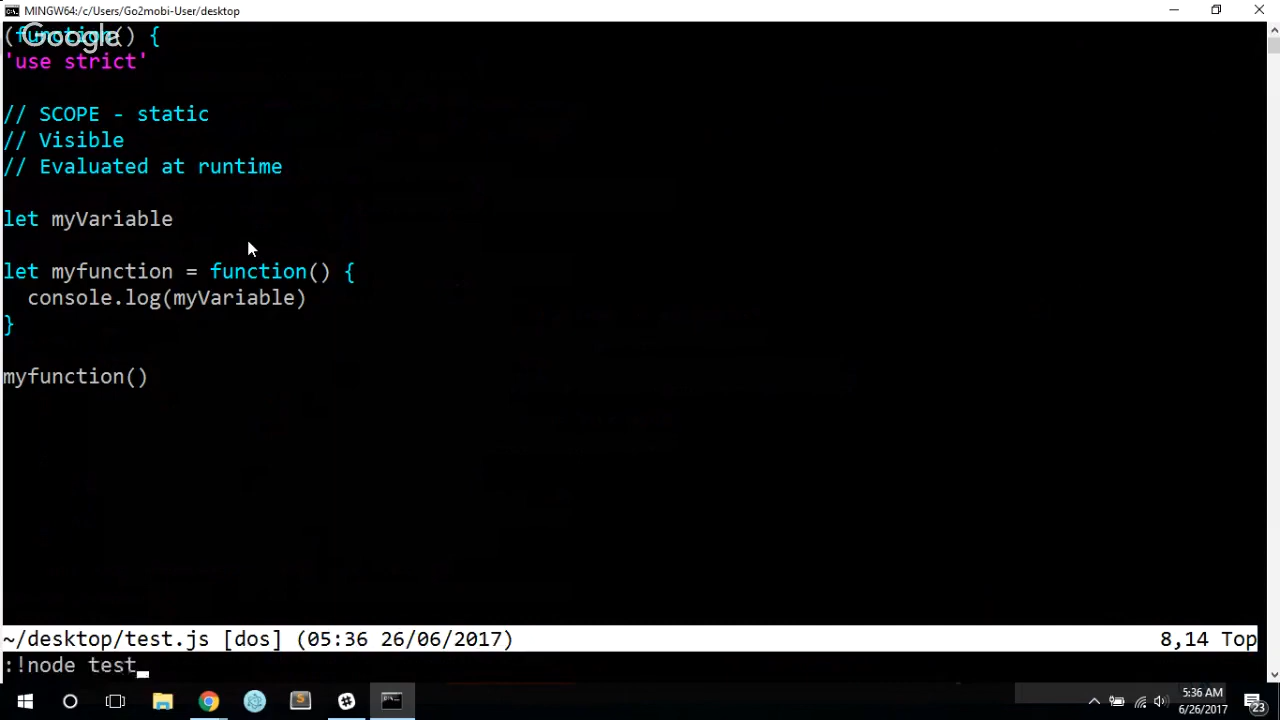 MINGW64:/c/Users/Go2mobi-User/desktop
(function() {
Google
'use strict'
// SCOPE - static
// Visible
// Evaluated at runtime
let myVariable
let myfunction = function() {
console.log(myVariable)
}
myfunction()
~/desktop/test.js [dos] (05:36 26/06/2017) 8,14 Top
:!node test
5:36 AM
6/26/2017
23